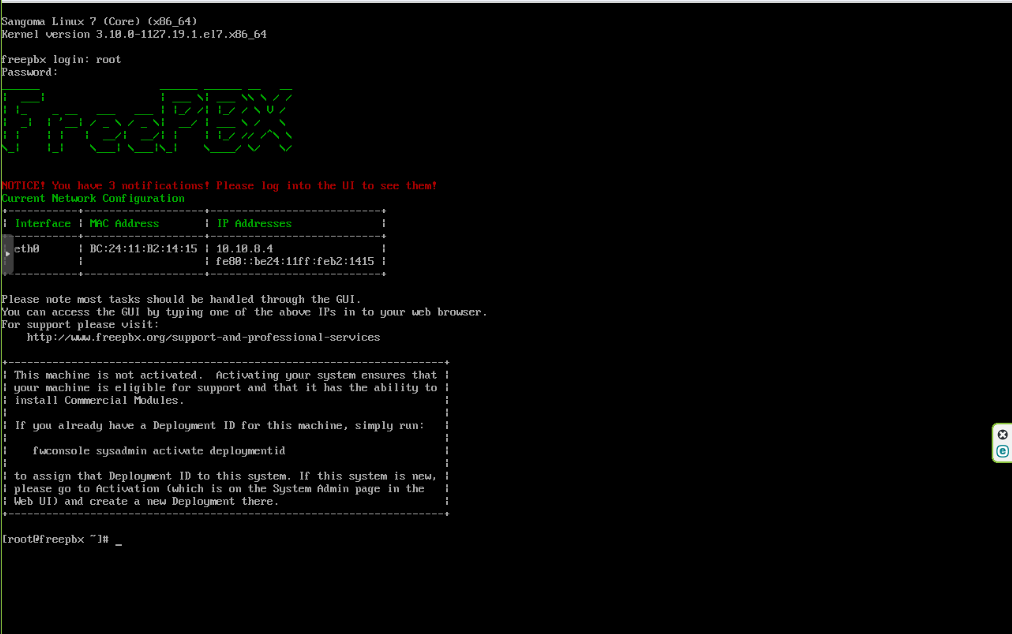 Sangoma Linux 7 (Core) (x86_64)
Kernel version 3.10.0-1127.19.1.el7.x86_64
freepbx login: root
Password:
FreePBX
NOTICE! You have 3 notifications! Please log into the UI to see them!
Current Network Configuration
Interface | MAC Address | IP Addresses
eth0 | BC:24:11:B2:14:15 | 10.10.8.4
fe80::be24:11ff:feb2:1415
Please note most tasks should be handled through the GUI.
You can access the GUI by typing one of the above IPs in to your web browser.
For support please visit:
http://www.freepbx.org/support-and-professional-services
This machine is not activated.  Activating your system ensures that
your machine is eligible for support and that it has the ability to
install Commercial Modules.
If you already have a Deployment ID for this machine, simply run:
fwconsole sysadmin activate deploymentid
to assign that Deployment ID to this system. If this system is new,
please go to Activation (which is on the System Admin page in the
Web UI) and create a new Deployment there.
[root@freepbx ~]# _